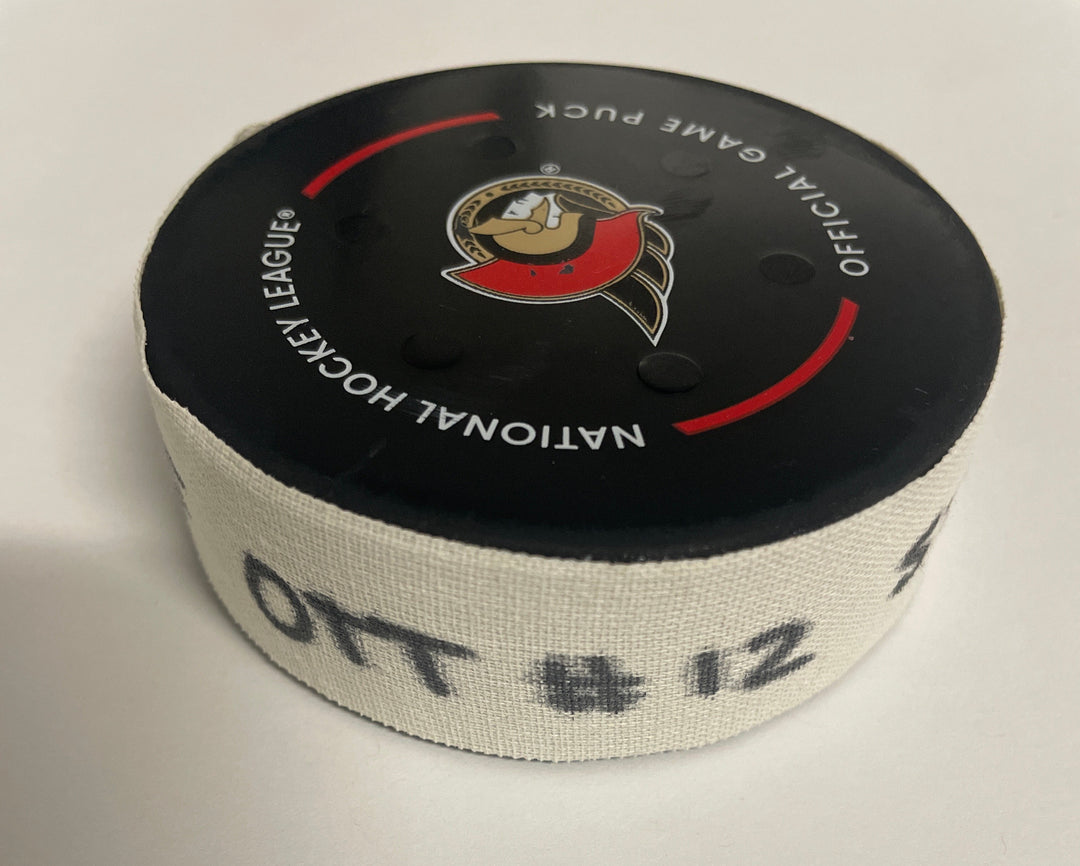 OFFICIAL GAME PUCK
NATIONAL HOCKEY LEAGUE®
®
OTT #12